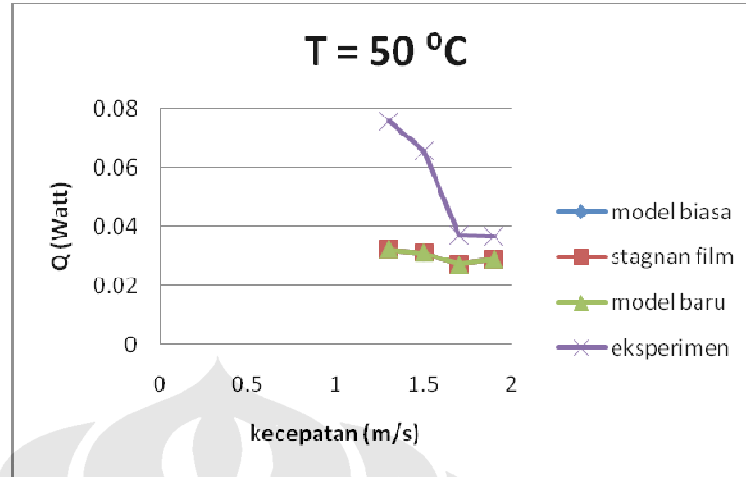 T = 50 ⁰C
0.08
0.06
0.04
0.02
0
Q (Watt)
0 0.5 1 1.5 2
kecepatan (m/s)
model biasa
stagnan film
model baru
eksperimen